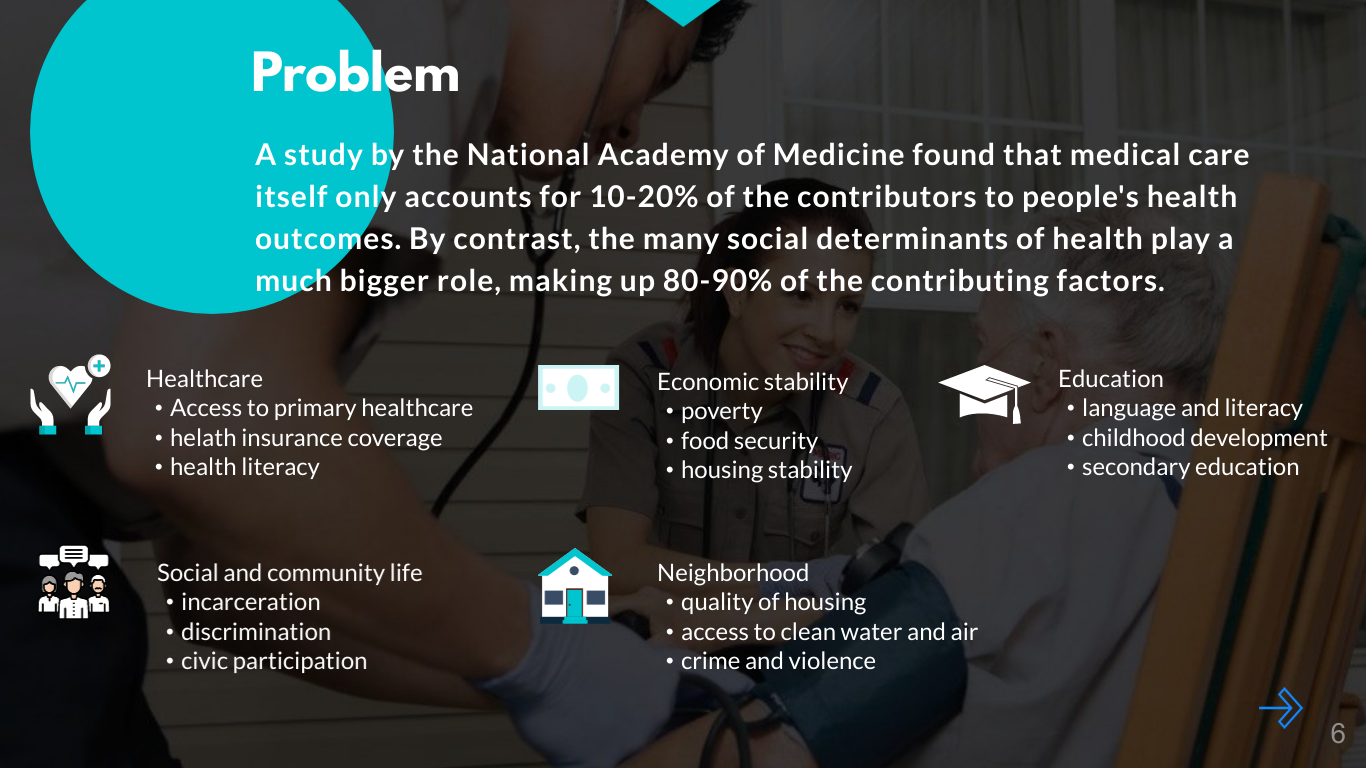 Problem
A study by the National Academy of Medicine found that medical care
itself only accounts for 10-20% of the contributors to people's health
outcomes. By contrast, the many social determinants of health play a
much bigger role, making up 80-90% of the contributing factors.
Healthcare
• Access to primary healthcare
• helath insurance coverage
• health literacy
Economic stability
• poverty
• food security
• housing stability
Education
• language and literacy
• childhood development
• secondary education
Social and community life
• incarceration
• discrimination
• civic participation
Neighborhood
• quality of housing
• access to clean water and air
• crime and violence
6